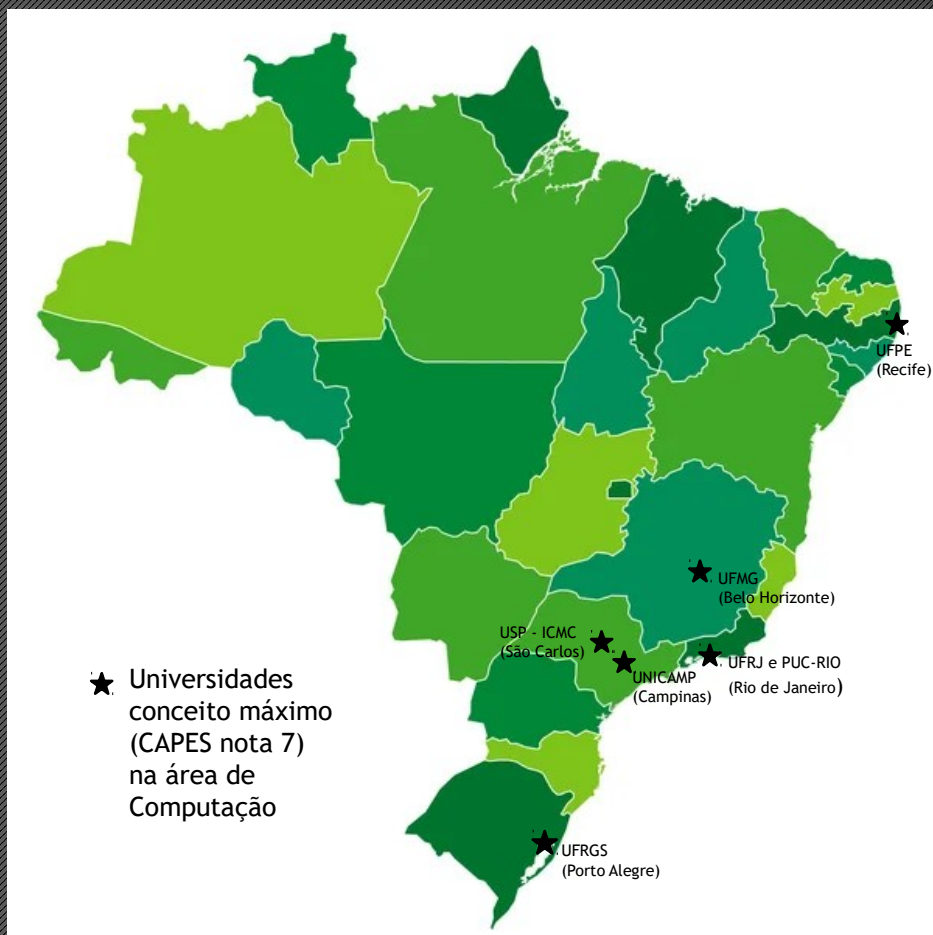 UFPE
(Recife)
UFMG
(Belo Horizonte)
USP - ICMC
(São Carlos)
UNICAMP
(Campinas)
UFRJ e PUC-RIO
(Rio de Janeiro)
Universidades
conceito máximo
(CAPES nota 7)
na área de
Computação
UFRGS
(Porto Alegre)